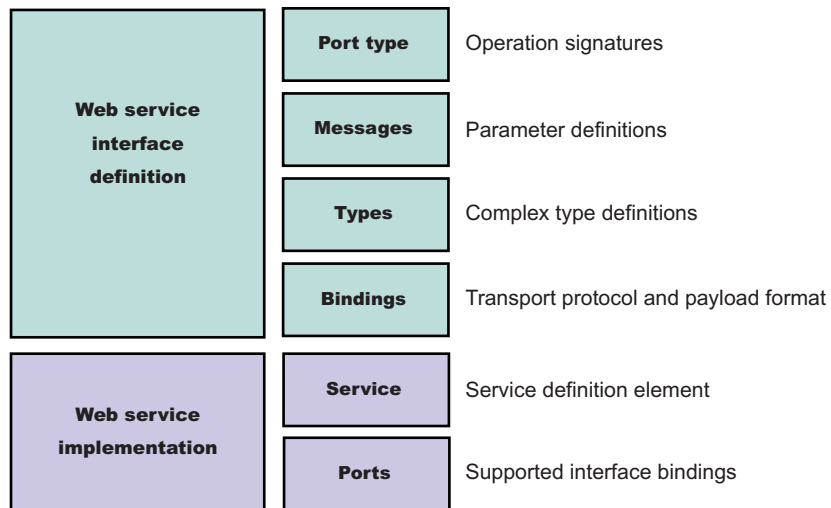 Web service
interface
definition
Port type
Operation signatures
Messages
Parameter definitions
Types
Complex type definitions
Bindings
Transport protocol and payload format
Web service
implementation
Service
Service definition element
Ports
Supported interface bindings